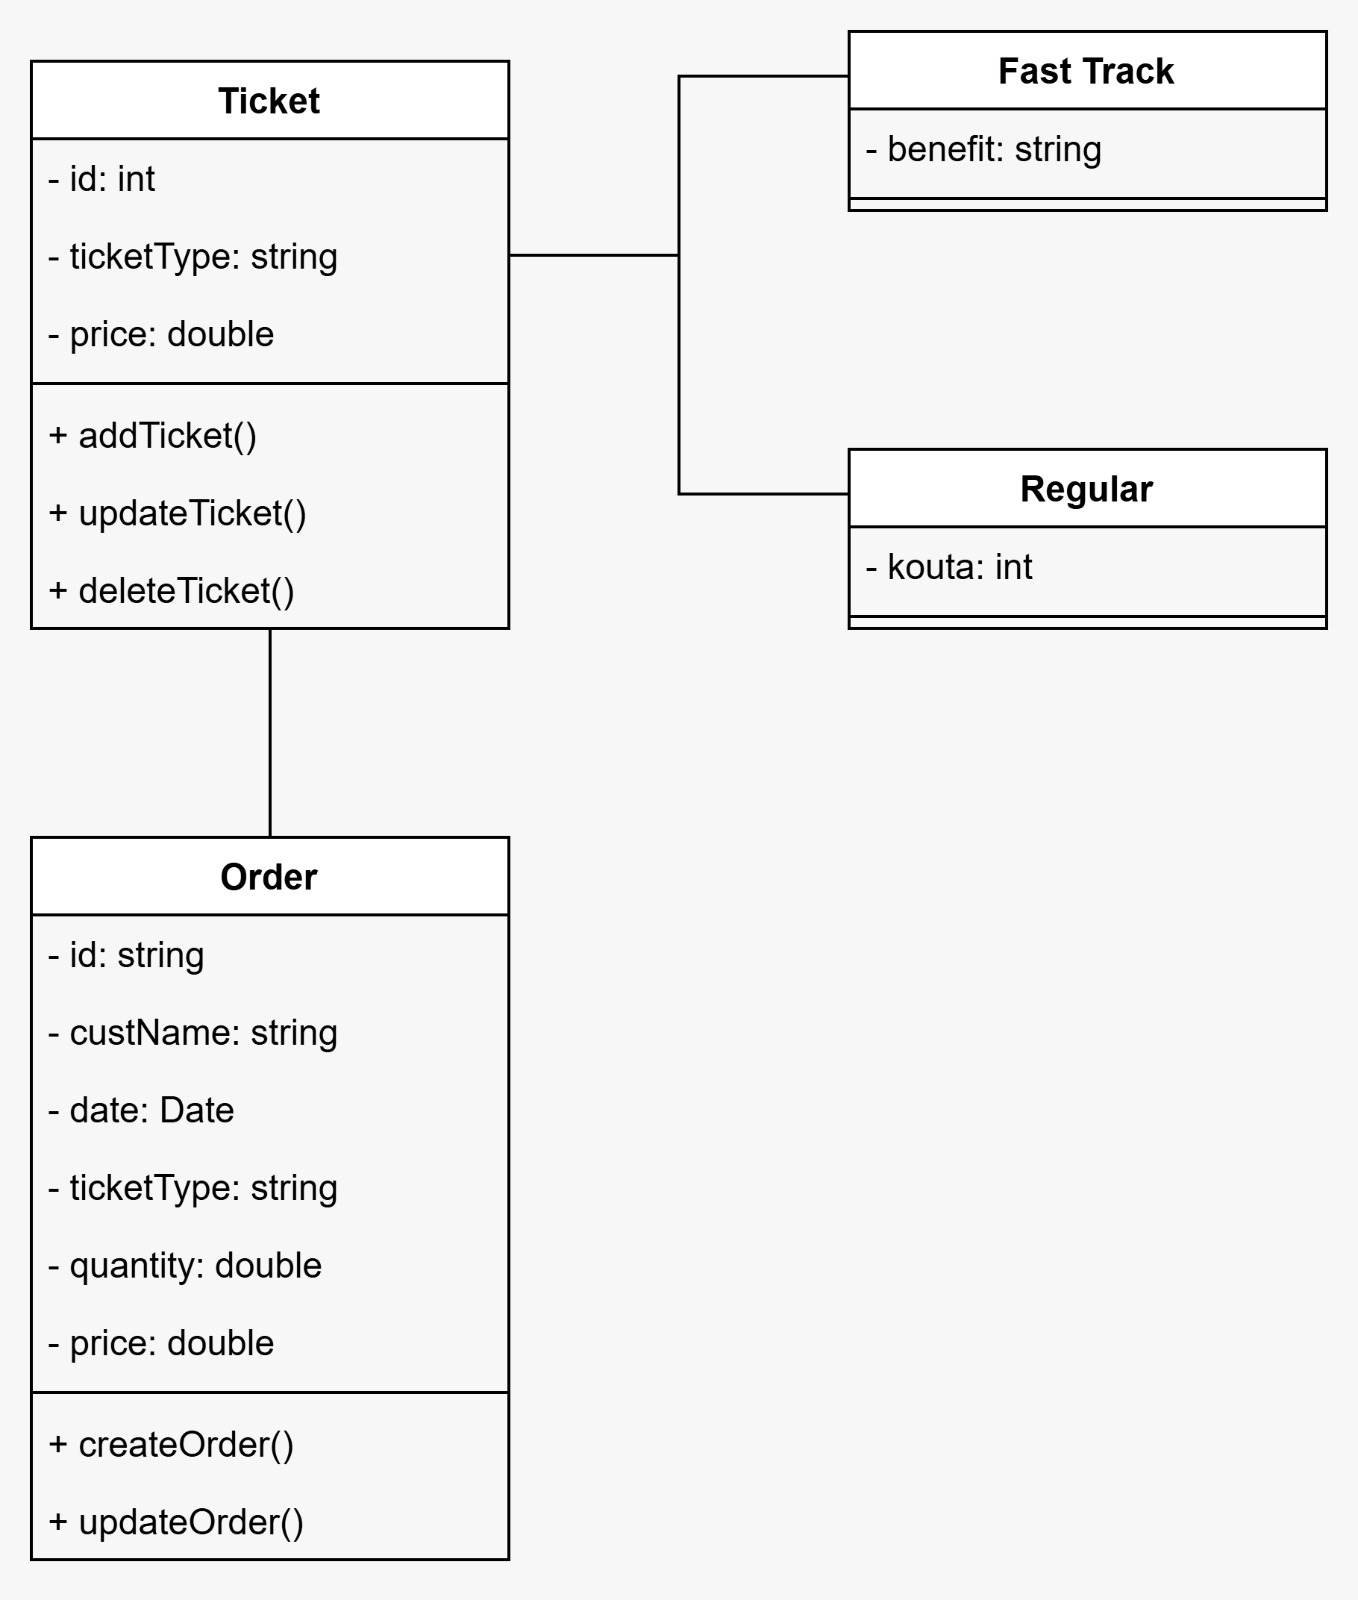 Ticket
- id: int
- ticketType: string
- price: double
+ addTicket()
+ updateTicket()
+ deleteTicket()
Fast Track
- benefit: string
Regular
- kouta: int
Order
- id: string
- custName: string
- date: Date
- ticketType: string
- quantity: double
- price: double
+ createOrder()
+ updateOrder()